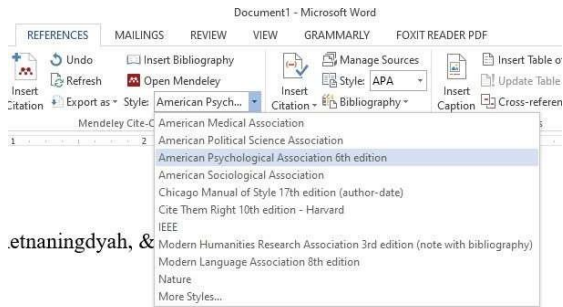 Document1 - Microsoft Word
REFERENCES MAILINGS REVIEW VIEW GRAMMARLY FOXIT READER PDF
Undo Insert Bibliography Manage Sources Insert Table o
Refresh Open Mendeley Style: APA Update Table
Insert Citation Export as Style: American Psych... Insert Citation Bibliography Insert Caption Cross-referen
Mendeley Cite-O s
1 2
American Medical Association
American Political Science Association
American Psychological Association 6th edition
American Sociological Association
Chicago Manual of Style 17th edition (author-date)
Cite Them Right 10th edition - Harvard
IEEE
Modern Humanities Research Association 3rd edition (note with bibliography)
Modern Language Association 8th edition
Nature
More Styles...
etnaningdyah, &